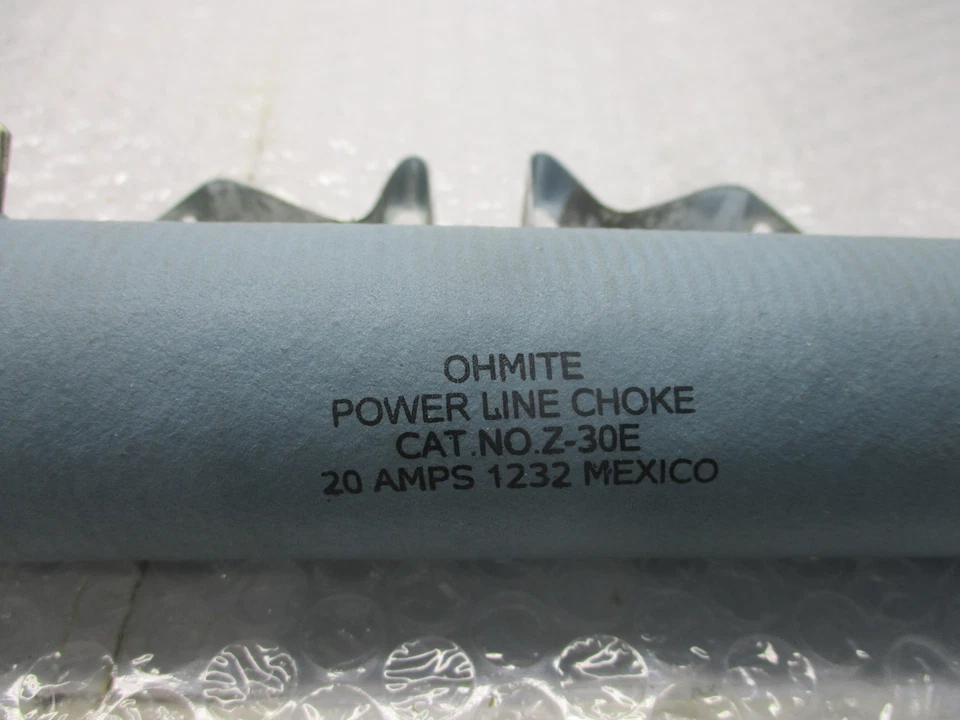 OHMITE
POWER LINE CHOKE
CAT.NO.Z-30E
20 AMPS 1232 MEXICO